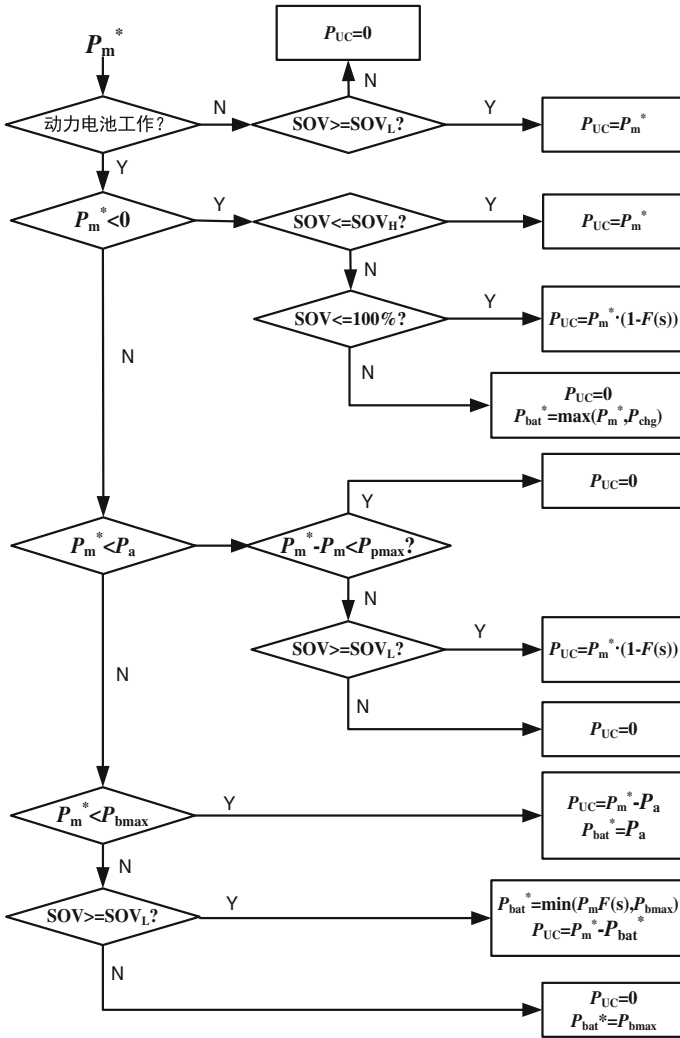 P_UC=0
P_m^*
N
动力电池工作?
N
SOV>=SOV_L?
Y
P_UC=P_m^*
Y
P_m^*<0
Y
SOV<=SOV_H?
Y
P_UC=P_m^*
N
SOV<=100%?
Y
P_UC=P_m^*·(1-F(s))
N
N
P_UC=0
P_bat^*=max(P_m^*,P_chg)
Y
P_UC=0
P_m^*<P_a
P_m^*-P_m<P_pmax?
N
SOV>=SOV_L?
Y
P_UC=P_m^*·(1-F(s))
N
N
P_UC=0
P_m^*<P_bmax
Y
P_UC=P_m^*-P_a
P_bat^*=P_a
N
SOV>=SOV_L?
Y
P_bat^*=min(P_mF(s),P_bmax)
P_UC=P_m^*-P_bat^*
N
P_UC=0
P_bat*=P_bmax